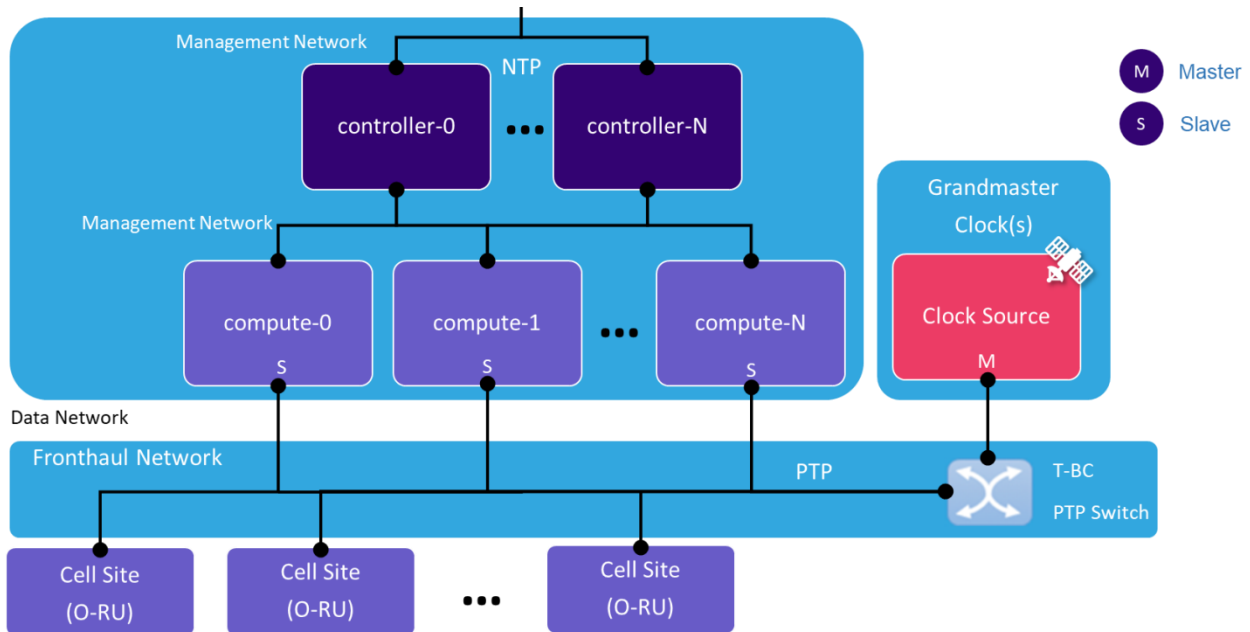 Management Network
NTP
M
Master
controller-0
controller-N
S
Slave
Management Network
Grandmaster
Clock(s)
compute-0
compute-1
compute-N
Clock Source
S
S
S
M
Data Network
Fronthaul Network
PTP
T-BC
PTP Switch
Cell Site
(O-RU)
Cell Site
(O-RU)
Cell Site
(O-RU)